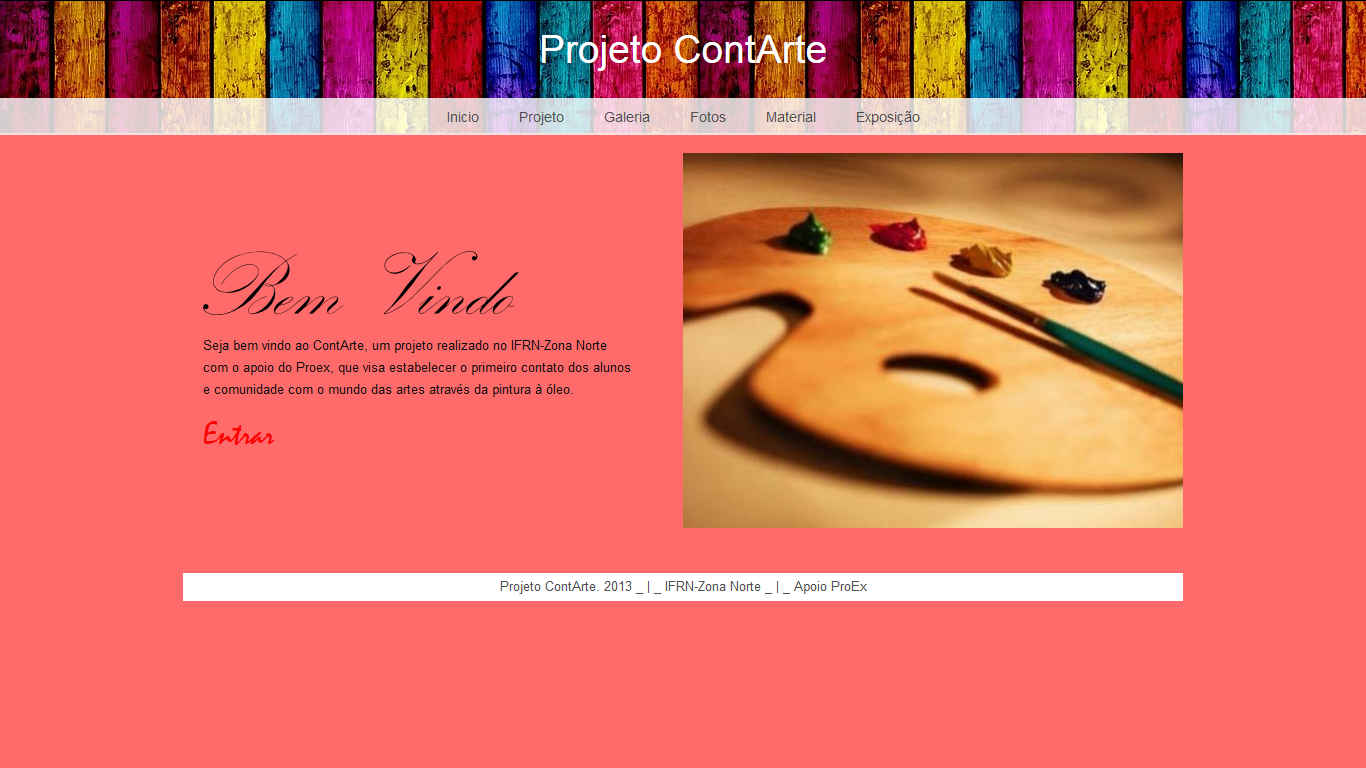 Projeto ContArte
Inicio Projeto Galeria Fotos Material Exposição
Bem Vindo
Seja bem vindo ao ContArte, um projeto realizado no IFRN-Zona Norte
com o apoio do Proex, que visa estabelecer o primeiro contato dos alunos
e comunidade com o mundo das artes através da pintura à óleo.
Entrar
Projeto ContArte. 2013 _ | _ IFRN-Zona Norte _ | _ Apoio ProEx